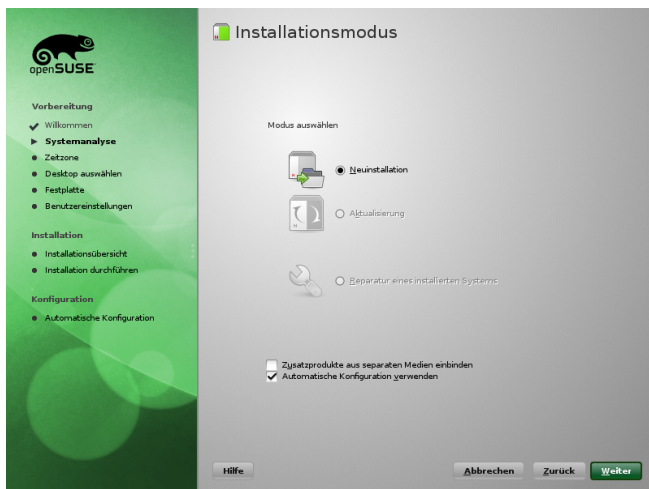 openSUSE
Vorbereitung
Willkommen
Systemanalyse
Zeitzone
Desktop auswählen
Festplatte
Benutzereinstellungen
Installation
Installationsübersicht
Installation durchführen
Konfiguration
Automatische Konfiguration
Installationsmodus
Modus auswählen
Neuinstallation
Aktualisierung
Reparatur eines installierten Systems
Zusatzprodukte aus separaten Medien einbinden
Automatische Konfiguration verwenden
Hilfe
Abbrechen
Zurück
Weiter